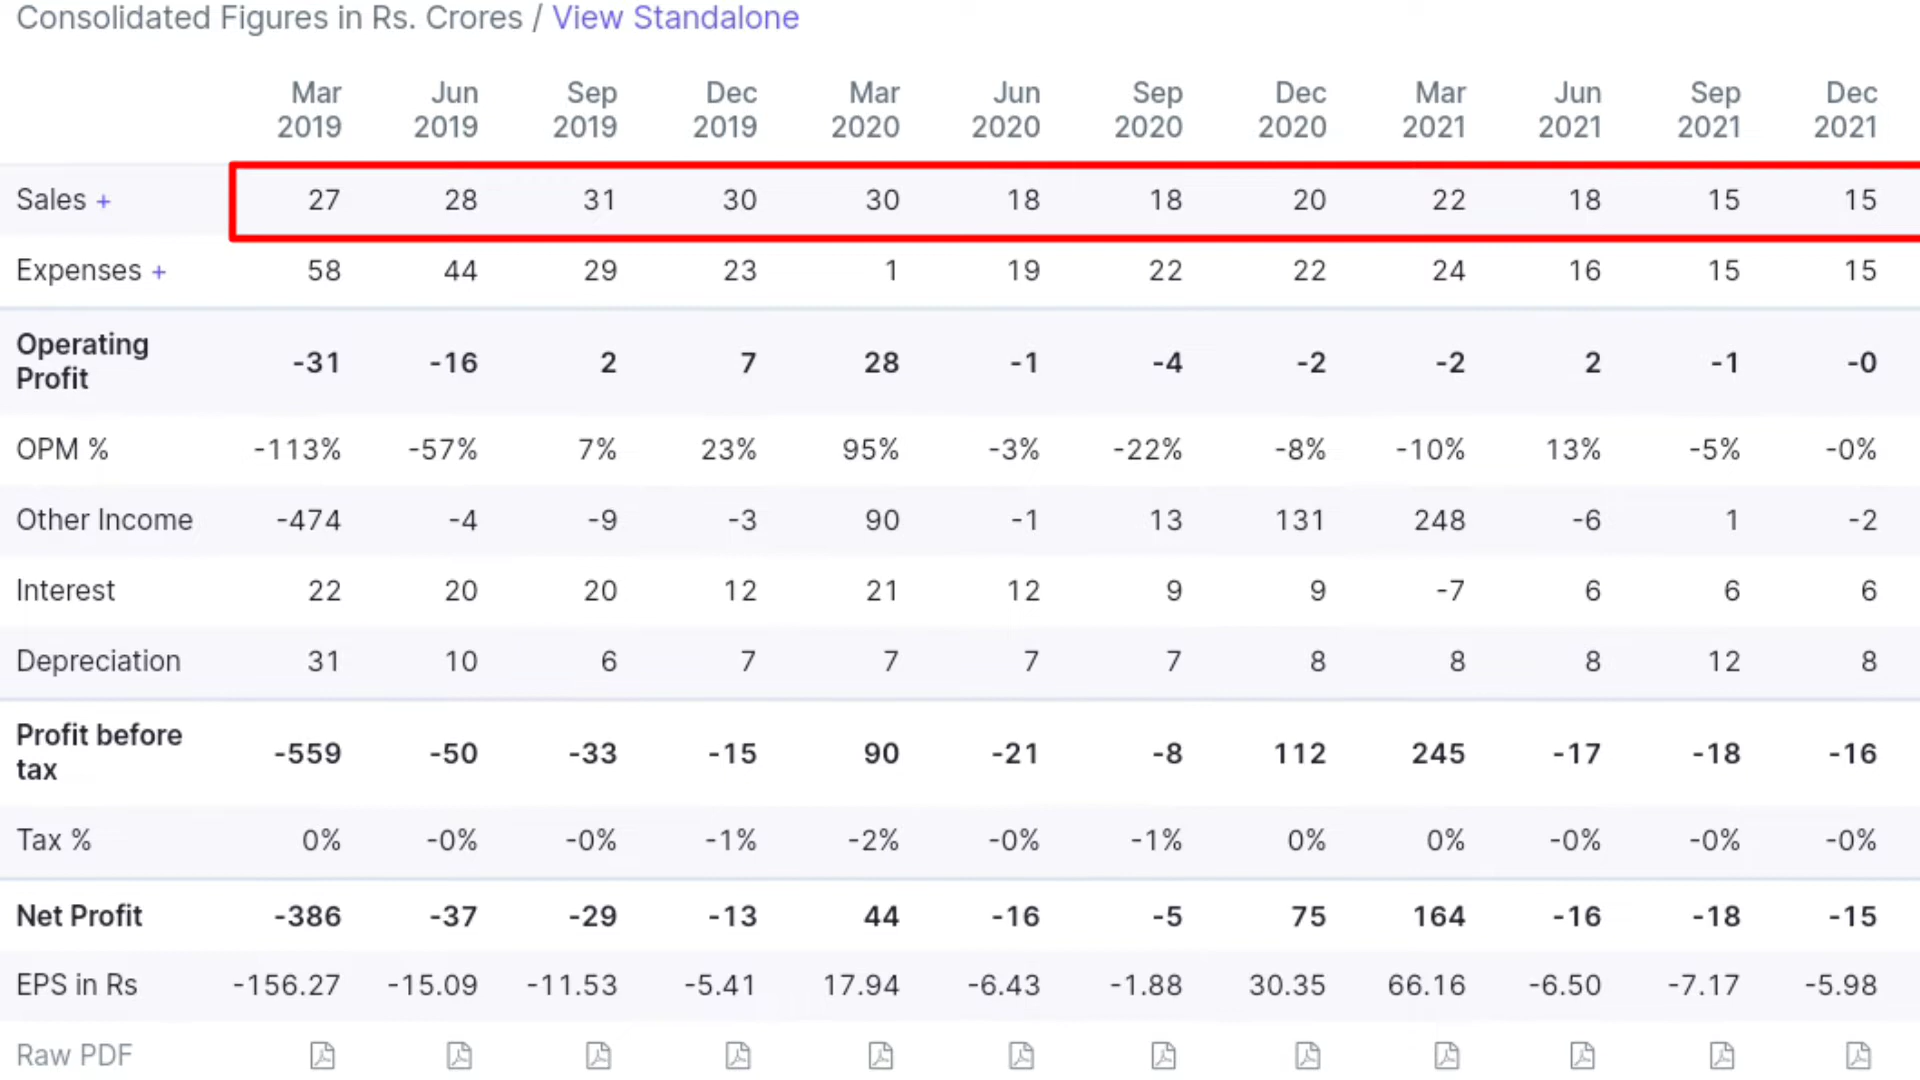 Consolidated Figures in Rs. Crores / View Standalone
Mar 2019 Jun 2019 Sep 2019 Dec 2019 Mar 2020 Jun 2020 Sep 2020 Dec 2020 Mar 2021 Jun 2021 Sep 2021 Dec 2021
Sales + 27 28 31 30 30 18 18 20 22 18 15 15
Expenses + 58 44 29 23 1 19 22 22 24 16 15 15
Operating Profit -31 -16 2 7 28 -1 -4 -2 -2 2 -1 -0
OPM % -113% -57% 7% 23% 95% -3% -22% -8% -10% 13% -5% -0%
Other Income -474 -4 -9 -3 90 -1 13 131 248 -6 1 -2
Interest 22 20 20 12 21 12 9 9 -7 6 6 6
Depreciation 31 10 6 7 7 7 7 8 8 8 12 8
Profit before tax -559 -50 -33 -15 90 -21 -8 112 245 -17 -18 -16
Tax % 0% -0% -0% -1% -2% -0% -1% 0% 0% -0% -0% -0%
Net Profit -386 -37 -29 -13 44 -16 -5 75 164 -16 -18 -15
EPS in Rs -156.27 -15.09 -11.53 -5.41 17.94 -6.43 -1.88 30.35 66.16 -6.50 -7.17 -5.98
Raw PDF